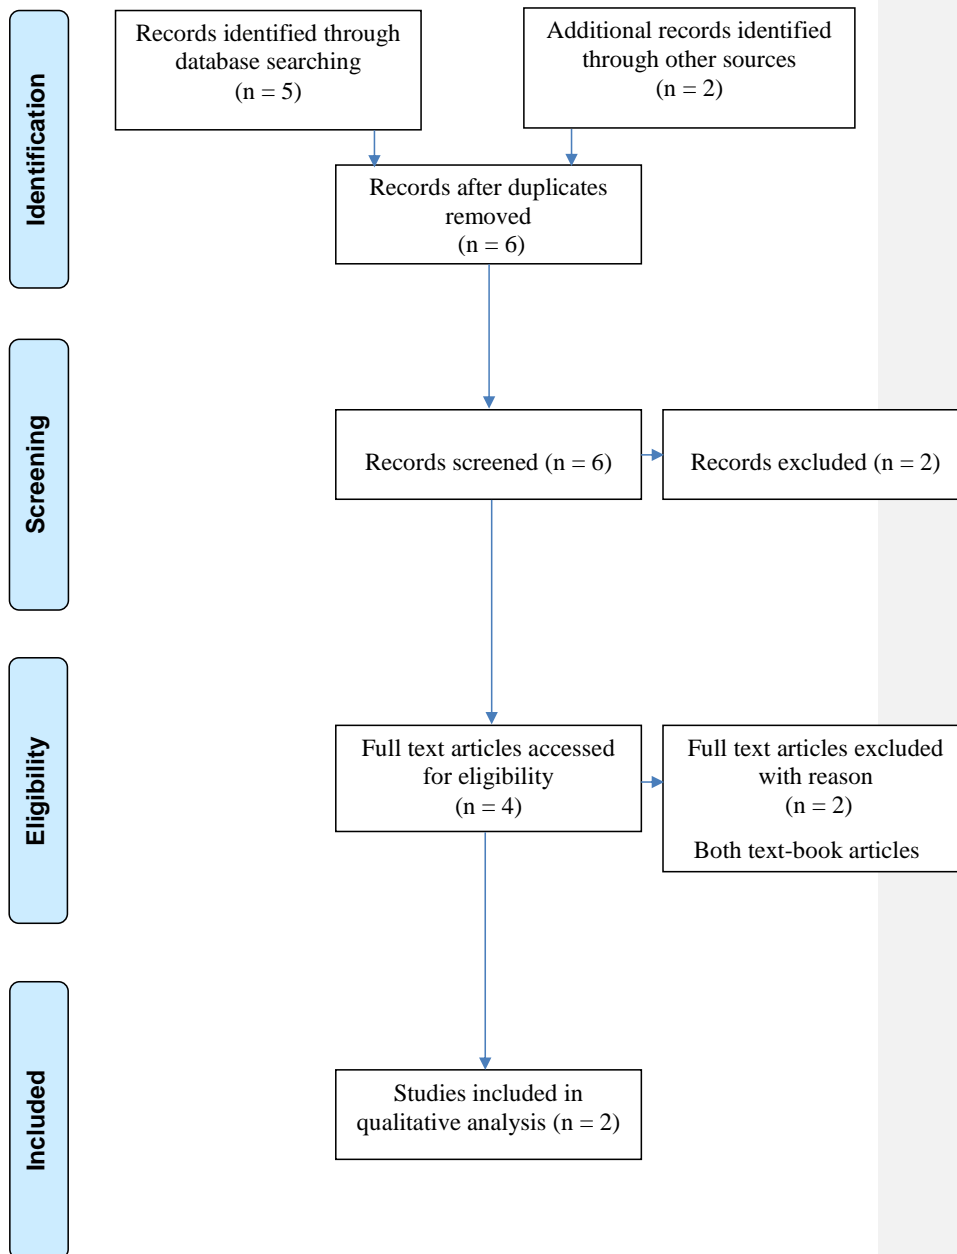 Identification
Records identified through
database searching
(n = 5)
Additional records identified
through other sources
(n = 2)
Records after duplicates
removed
(n = 6)
Screening
Records screened (n = 6)
Records excluded (n = 2)
Eligibility
Full text articles accessed
for eligibility
(n = 4)
Full text articles excluded
with reason
(n = 2)
Both text-book articles
Included
Studies included in
qualitative analysis (n = 2)